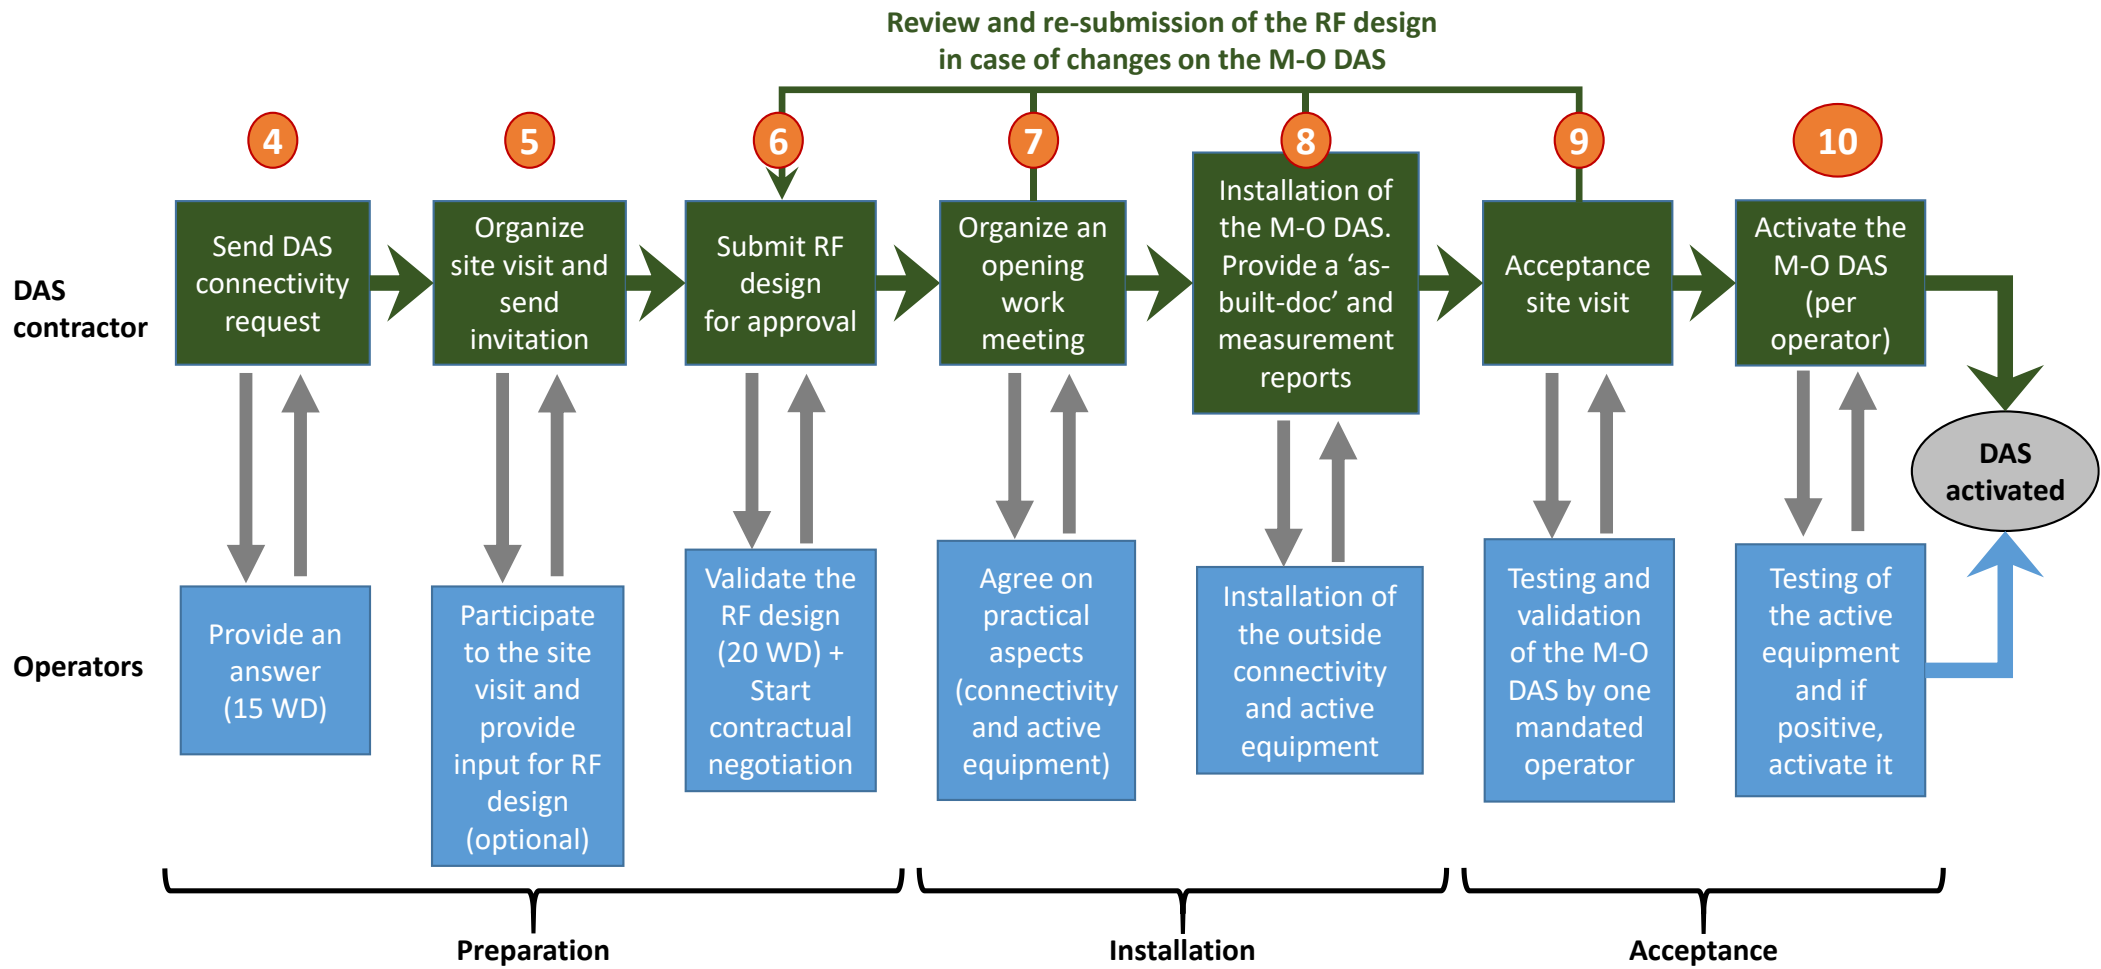 Review and re-submission of the RF design
in case of changes on the M-O DAS
4
5
6
7
8
9
10
DAS
contractor
Send DAS
connectivity
request
Organize
site visit and
send
invitation
Submit RF
design
for approval
Organize an
opening
work
meeting
Installation of
the M-O DAS.
Provide a ‘as-
built-doc’ and
measurement
reports
Acceptance
site visit
Activate the
M-O DAS
(per
operator)
DAS
activated
Operators
Provide an
answer
(15 WD)
Participate
to the site
visit and
provide
input for RF
design
(optional)
Validate the
RF design
(20 WD) +
Start
contractual
negotiation
Agree on
practical
aspects
(connectivity
and active
equipment)
Installation of
the outside
connectivity
and active
equipment
Testing and
validation
of the M-O
DAS by one
mandated
operator
Testing of
the active
equipment
and if
positive,
activate it
Preparation
Installation
Acceptance